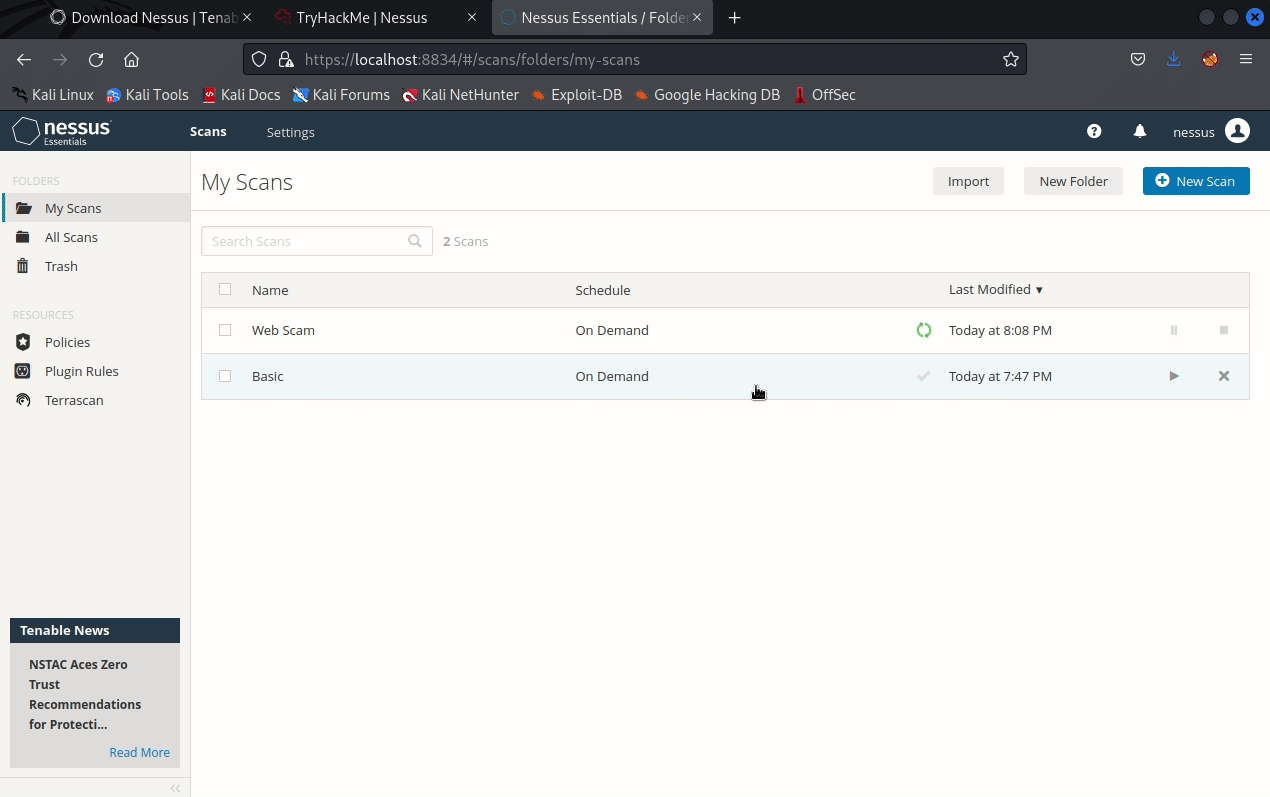 Download Nessus | Tenab
TryHackMe | Nessus
Nessus Essentials / Folde
https://localhost:8834/#/scans/folders/my-scans
Kali Linux Kali Tools Kali Docs Kali Forums Kali NetHunter Exploit-DB Google Hacking DB OffSec
nessus Essentials Scans Settings nessus
FOLDERS
My Scans
All Scans
Trash
RESOURCES
Policies
Plugin Rules
Terrascan
Tenable News
NSTAC Aces Zero
Trust
Recommendations
for Protecti...
Read More
My Scans Import New Folder New Scan
Search Scans 2 Scans
Name Schedule Last Modified ▼
Web Scam On Demand Today at 8:08 PM
Basic On Demand Today at 7:47 PM